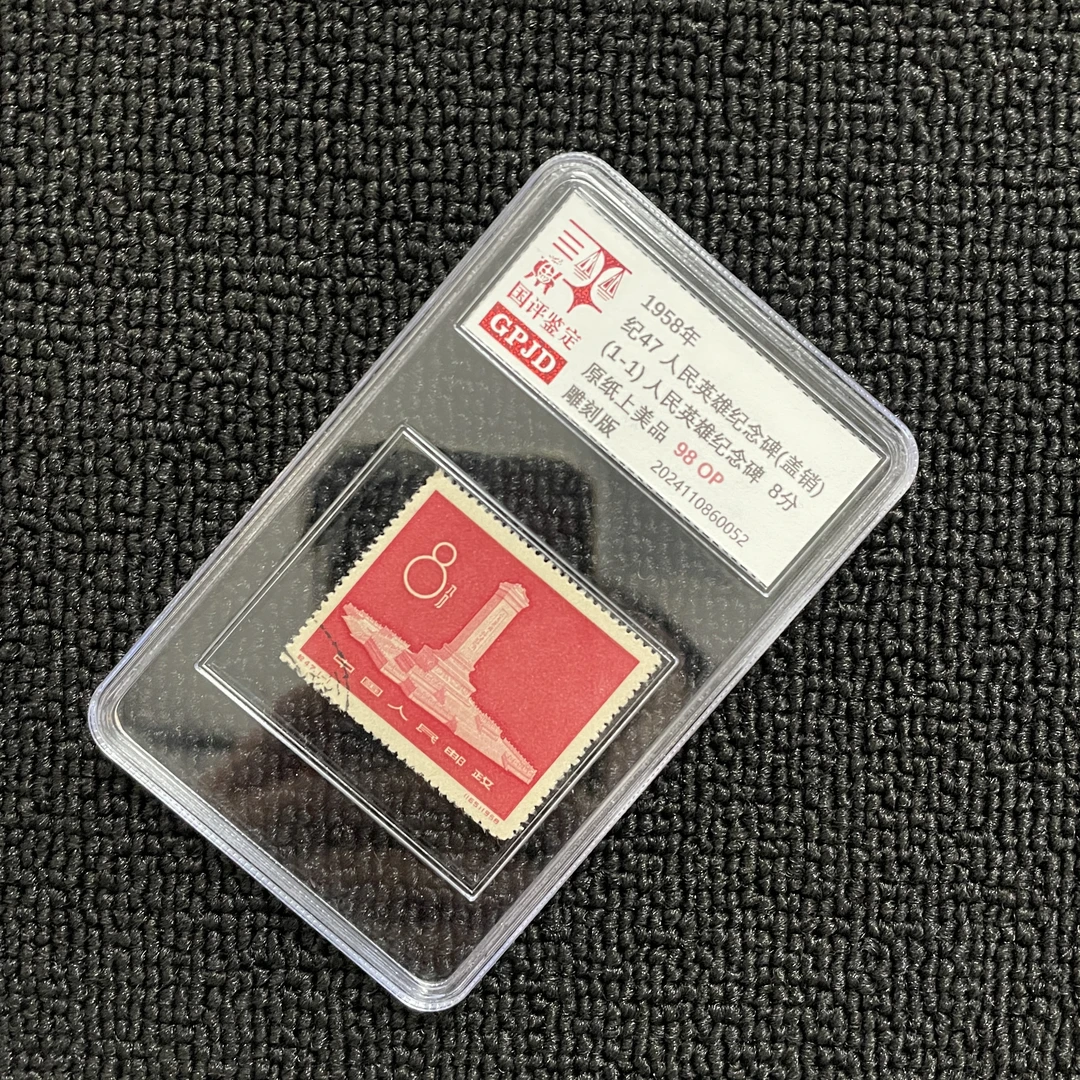 国评鉴定
GPJD
1958年
纪47 人民英雄纪念碑(盖销)
(1-1) 人民英雄纪念碑 8分
原纸上美品 98 OP
雕刻版
2024110860052
8分
中国人民邮政